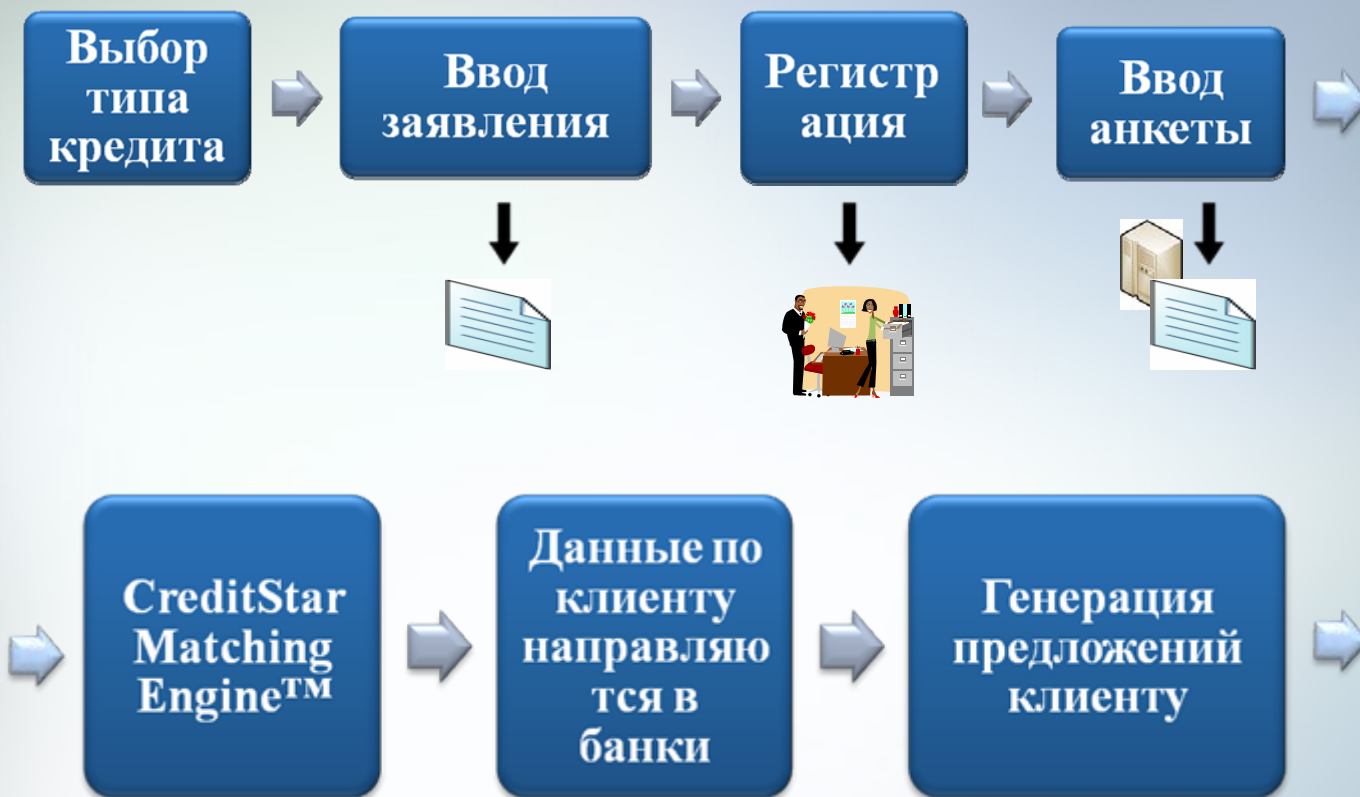 Выбор
типа
кредита
Ввод
заявления
Регистр
ация
Ввод
анкеты
CreditStar
Matching
Engine™
Данные по
клиенту
направляю
тся в
банки
Генерация
предложений
клиенту